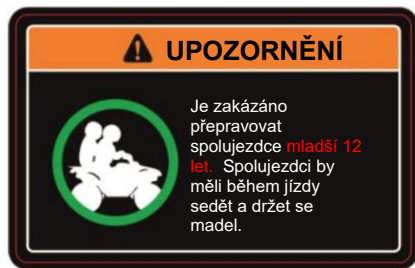 UPOZORNĚNÍ
Je zakázáno
přepravovat
spolujezdce mladší 12
let. Spolujezdci by
měli během jízdy
sedět a držet se
madel.